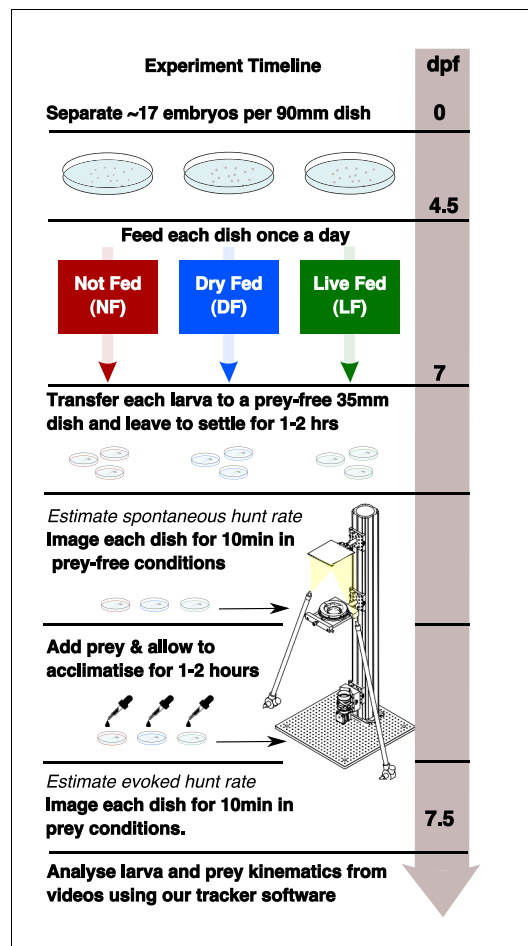 Experiment Timeline
dpf
Separate ~17 embryos per 90mm dish
0
4.5
Feed each dish once a day
Not Fed
(NF)
Dry Fed
(DF)
Live Fed
(LF)
7
Transfer each larva to a prey-free 35mm
dish and leave to settle for 1-2 hrs
Estimate spontaneous hunt rate
Image each dish for 10min in
prey-free conditions
Add prey & allow to
acclimatise for 1-2 hours
Estimate evoked hunt rate
Image each dish for 10min in
prey conditions.
7.5
Analyse larva and prey kinematics from
videos using our tracker software